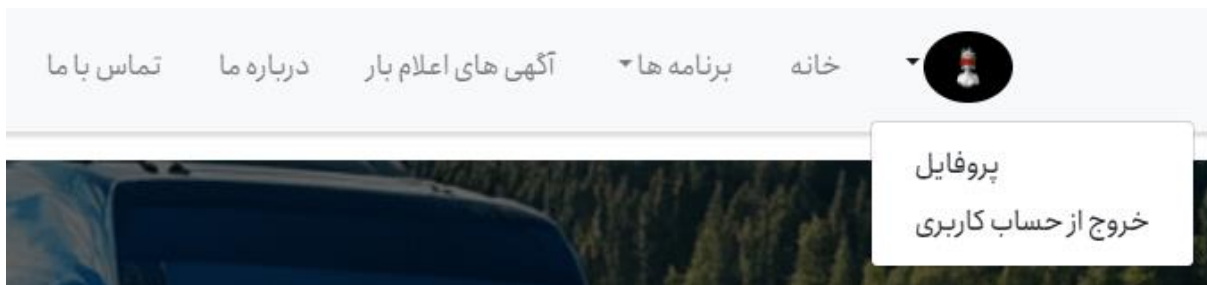 خانه برنامه ها آگهی های اعلام بار درباره ما تماس با ما
پروفایل
خروج از حساب کاربری